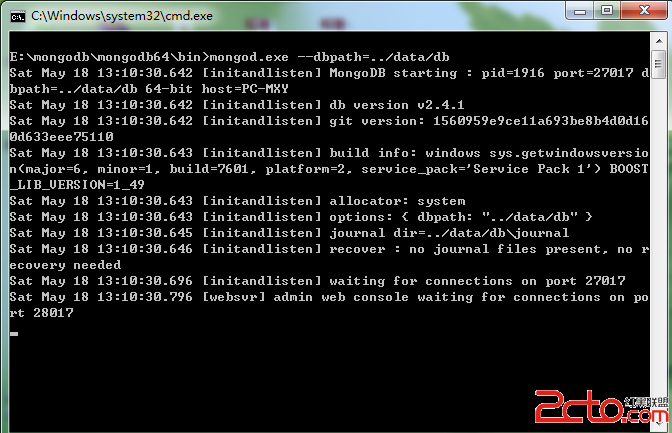 C:\Windows\system32\cmd.exe
E:\mongodb\mongodb64\bin>mongod.exe --dbpath=../data/db
Sat May 18 13:10:30.642 [initandlisten] MongoDB starting : pid=1916 port=27017 d
bpath=../data/db 64-bit host=PC-MXY
Sat May 18 13:10:30.642 [initandlisten] db version v2.4.1
Sat May 18 13:10:30.642 [initandlisten] git version: 1560959e9ce11a693be8b4d0d16
0d633eee75110
Sat May 18 13:10:30.643 [initandlisten] build info: windows sys.getwindowsversio
n(major=6, minor=1, build=7601, platform=2, service_pack='Service Pack 1') BOOST
_LIB_VERSION=1_49
Sat May 18 13:10:30.643 [initandlisten] allocator: system
Sat May 18 13:10:30.643 [initandlisten] options: { dbpath: "../data/db" }
Sat May 18 13:10:30.645 [initandlisten] journal dir=../data/db\journal
Sat May 18 13:10:30.646 [initandlisten] recover : no journal files present, no r
ecovery needed
Sat May 18 13:10:30.696 [initandlisten] waiting for connections on port 27017
Sat May 18 13:10:30.796 [websvr] admin web console waiting for connections on po
rt 28017
2cto.com
红黑联盟